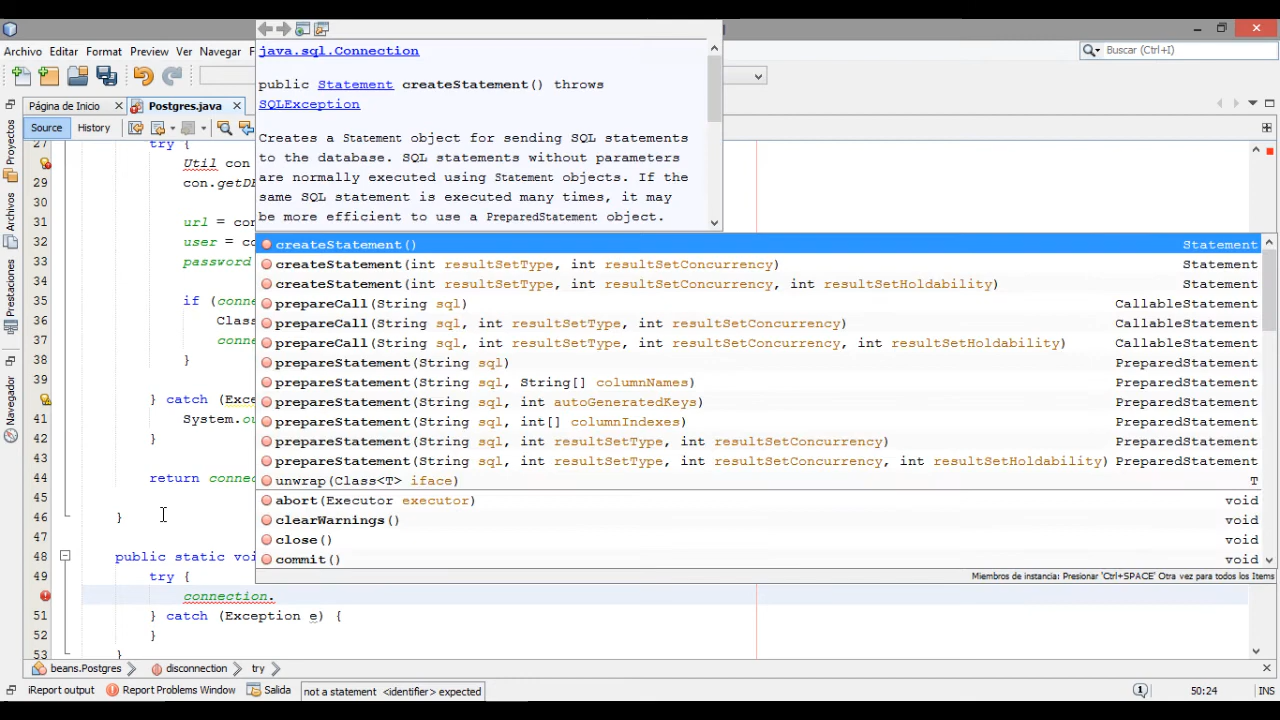 java.sql.Connection
Archivo Editar Format Preview Ver Navegar
Buscar (Ctrl+I)
public Statement createStatement() throws
SQLException
Página de Inicio
Postgres.java
Source History
Creates a Statement object for sending SQL statements
to the database. SQL statements without parameters
are normally executed using Statement objects. If the
same SQL statement is executed many times, it may
be more efficient to use a PreparedStatement object.
Proyectos
Archivos
Prestaciones
Navegador
27 try {
Util con
29 con.getD
31 url = con
32 user = co
33 password
34
35 if (conne
36 Clas
37 conne
38 }
39
} catch (Exce
41 System.ou
42 }
43
44 return connec
45
46 }
47
48 public static voi
49 try {
connection.
51 } catch (Exception e) {
52 }
53 }
createStatement() Statement
createStatement(int resultSetType, int resultSetConcurrency) Statement
createStatement(int resultSetType, int resultSetConcurrency, int resultSetHoldability) Statement
prepareCall(String sql) CallableStatement
prepareCall(String sql, int resultSetType, int resultSetConcurrency) CallableStatement
prepareCall(String sql, int resultSetType, int resultSetConcurrency, int resultSetHoldability) CallableStatement
prepareStatement(String sql) PreparedStatement
prepareStatement(String sql, String[] columnNames) PreparedStatement
prepareStatement(String sql, int autoGeneratedKeys) PreparedStatement
prepareStatement(String sql, int[] columnIndexes) PreparedStatement
prepareStatement(String sql, int resultSetType, int resultSetConcurrency) PreparedStatement
prepareStatement(String sql, int resultSetType, int resultSetConcurrency, int resultSetHoldability) PreparedStatement
unwrap(Class<T> iface) T
abort(Executor executor) void
clearWarnings() void
close() void
commit() void
Miembros de instancia: Presionar 'Ctrl+SPACE' Otra vez para todos los Items
beans.Postgres disconnection try
iReport output Report Problems Window Salida not a statement <identifier> expected
1 50:24 INS